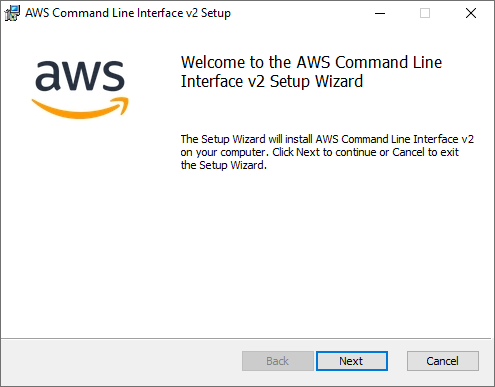 AWS Command Line Interface v2 Setup
aws
Welcome to the AWS Command Line
Interface v2 Setup Wizard
The Setup Wizard will install AWS Command Line Interface v2
on your computer. Click Next to continue or Cancel to exit
the Setup Wizard.
Back
Next
Cancel